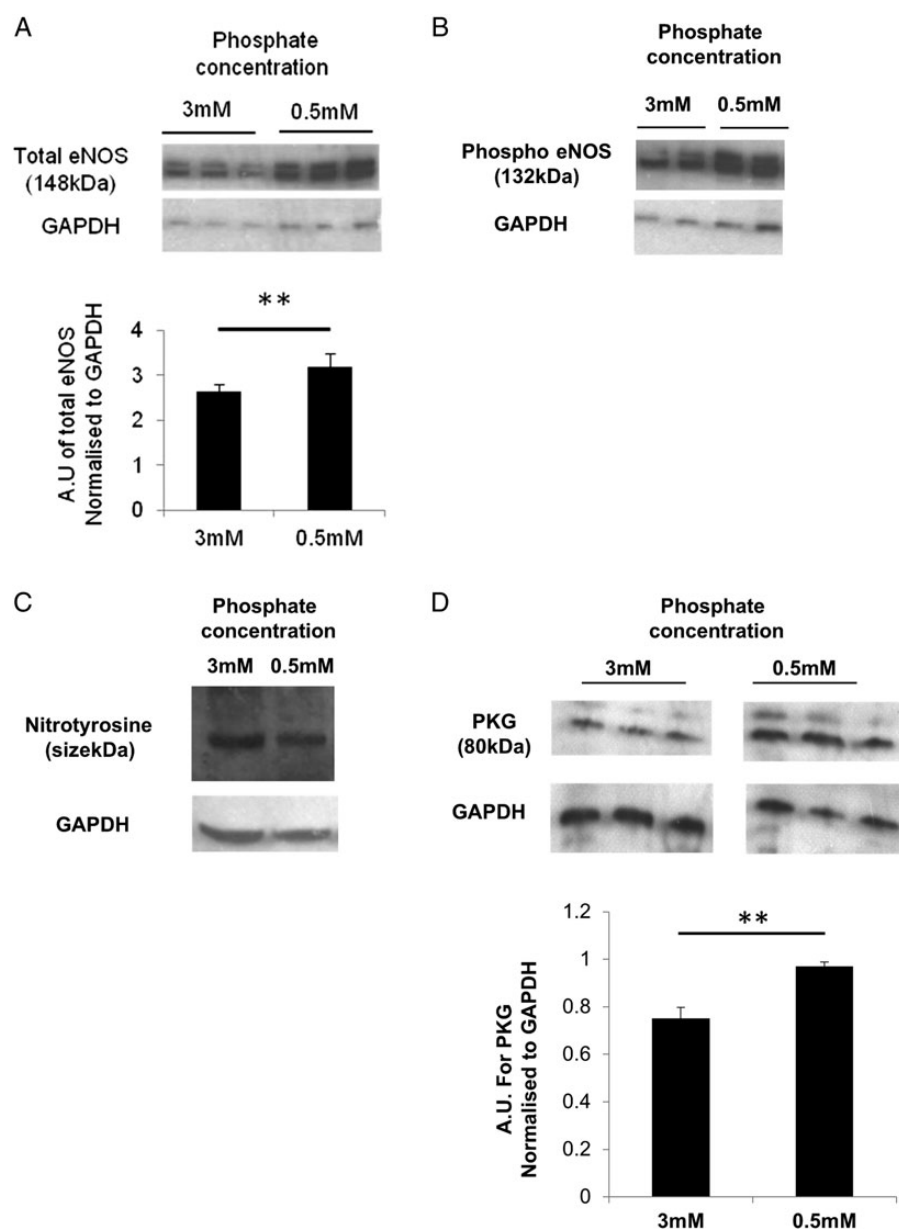 A
Phosphate
concentration
3mM 0.5mM
Total eNOS
(148kDa)
GAPDH
**
A.U of total eNOS
Normalised to GAPDH
4
3
2
1
0
3mM 0.5mM
B
Phosphate
concentration
3mM 0.5mM
Phospho eNOS
(132kDa)
GAPDH
C
Phosphate
concentration
3mM 0.5mM
Nitrotyrosine
(sizekDa)
GAPDH
D
Phosphate
concentration
3mM 0.5mM
PKG
(80kDa)
GAPDH
**
A.U. For PKG
Normalised to GAPDH
1.2
1
0.8
0.6
0.4
0.2
0
3mM 0.5mM